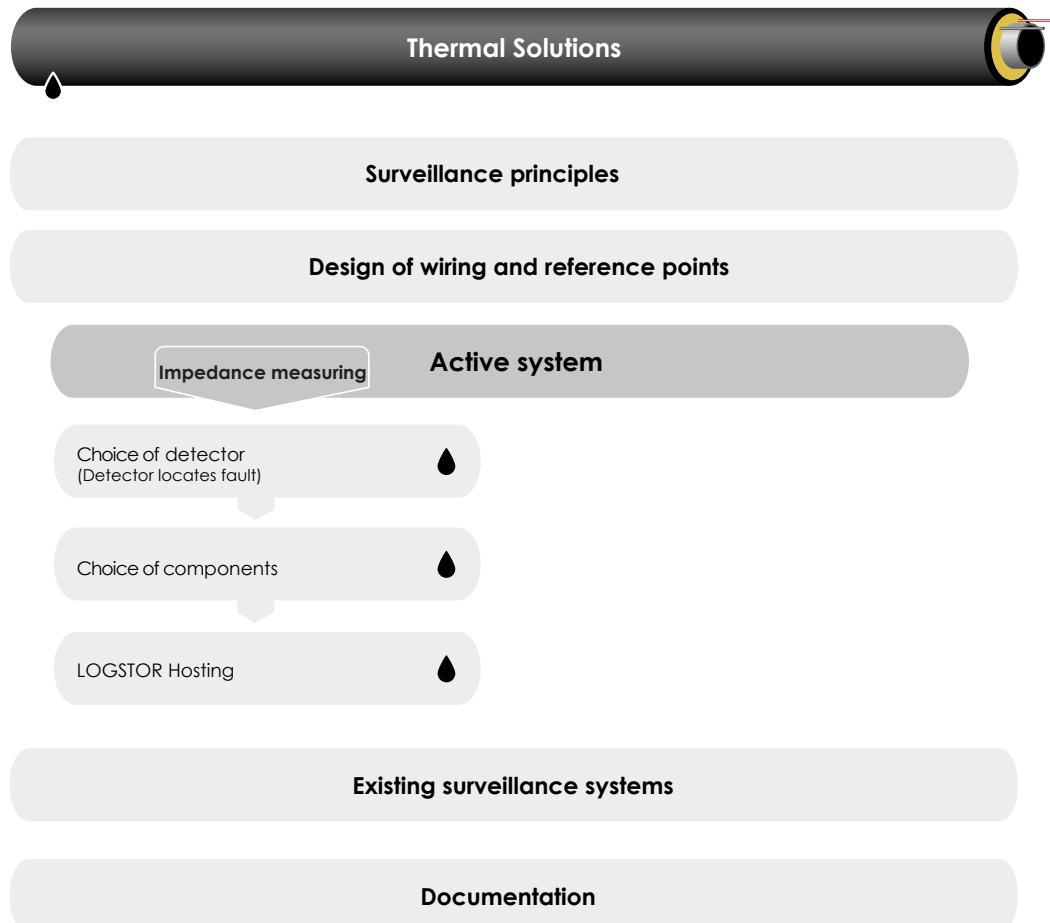 Thermal Solutions
Surveillance principles
Design of wiring and reference points
Active system
Impedance measuring
Choice of detector
(Detector locates fault)
Choice of components
LOGSTOR Hosting
Existing surveillance systems
Documentation